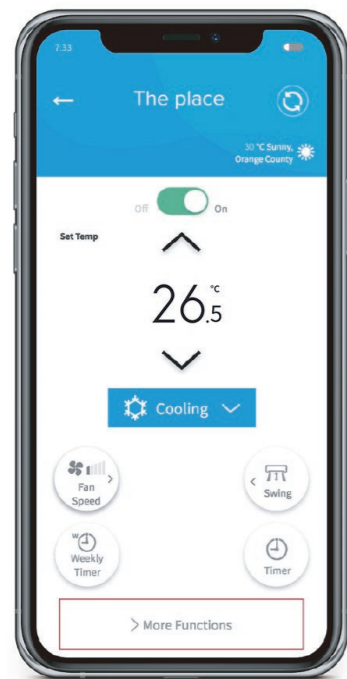 7.33
The place
30 °C Sunny,
Orange County
Off On
Set Temp
26.5 °C
Cooling
Fan
Speed
Swing
W
Weekly
Timer
Timer
> More Functions